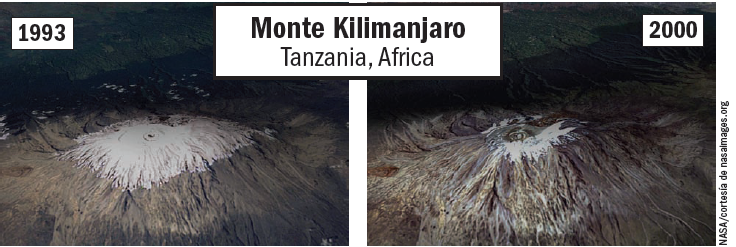 1993
Monte Kilimanjaro
Tanzania, Africa
2000
NASA/cortesía de nasaimages.org